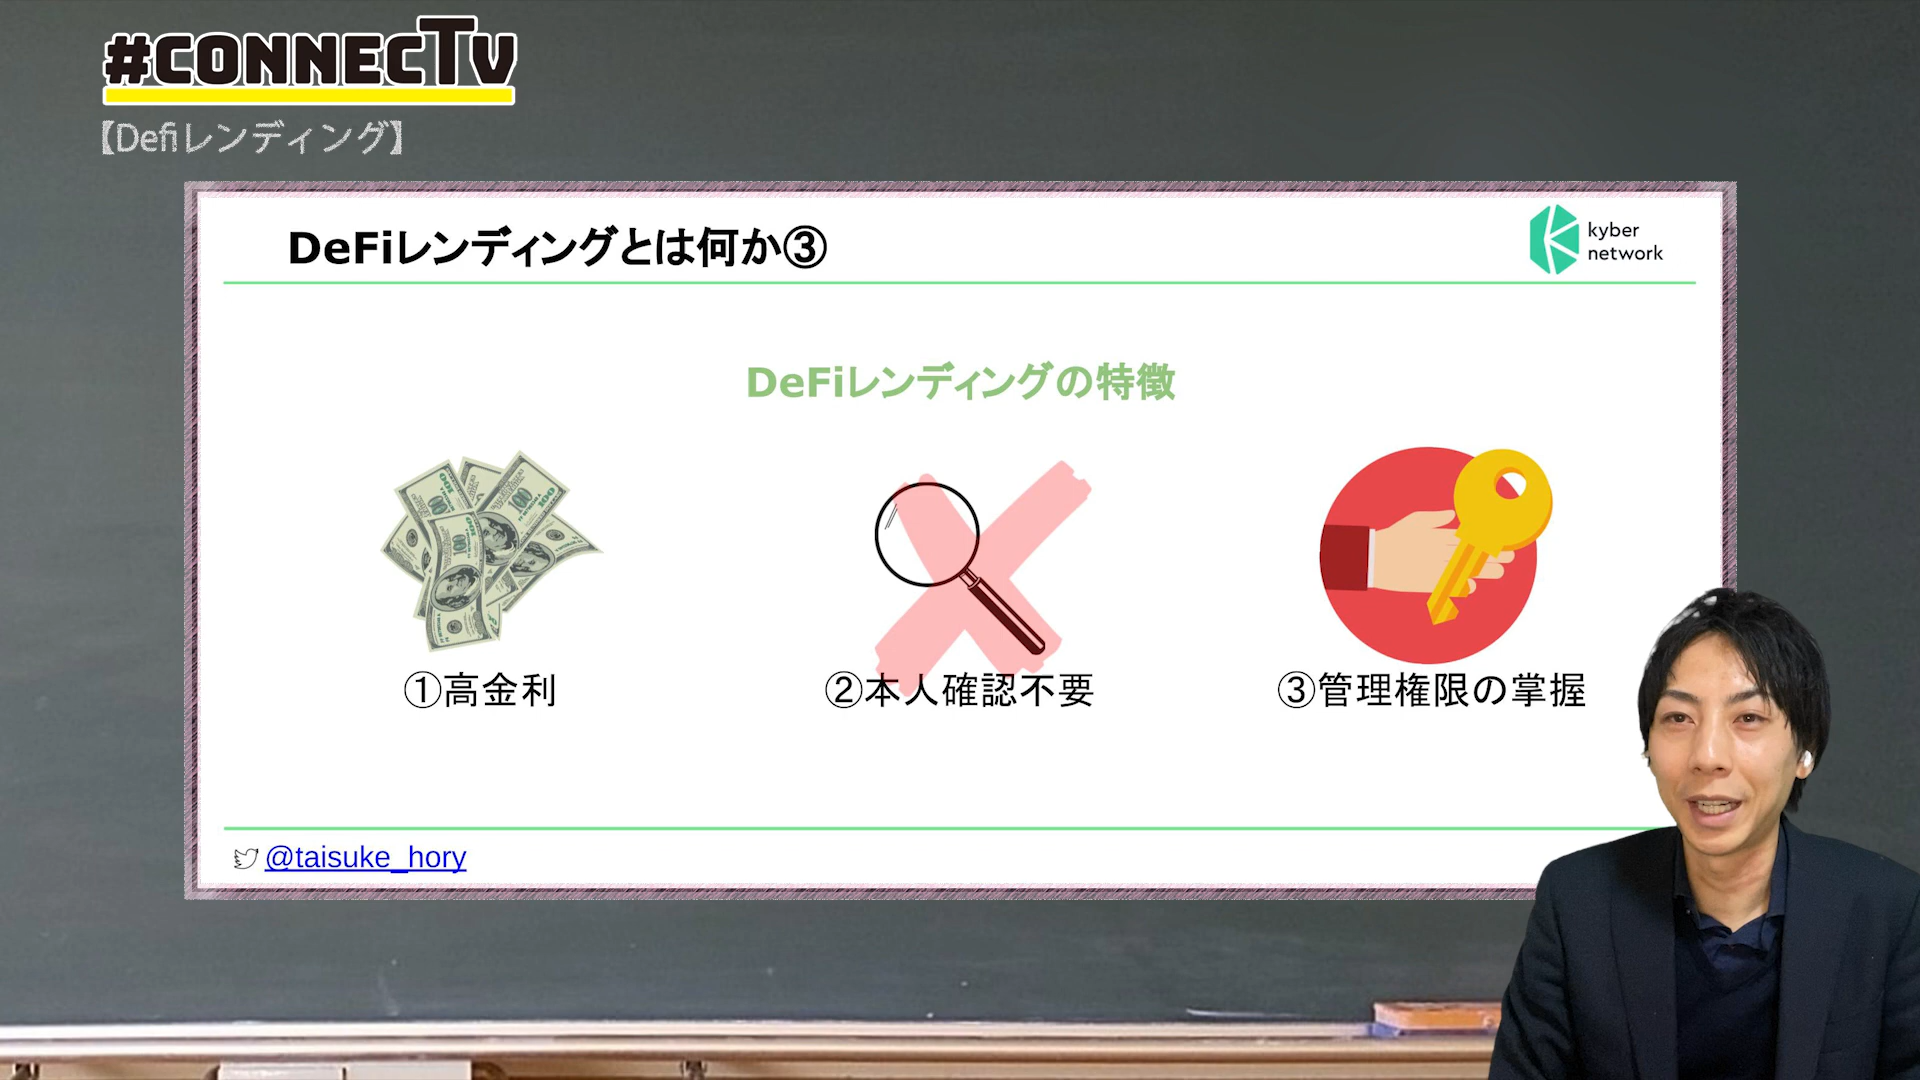 #CONNECTV
【Defiレンディング】
DeFiレンディングとは何か③
kyber
network
DeFiレンディングの特徴
①高金利
②本人確認不要
③管理権限の掌握
@taisuke_hory